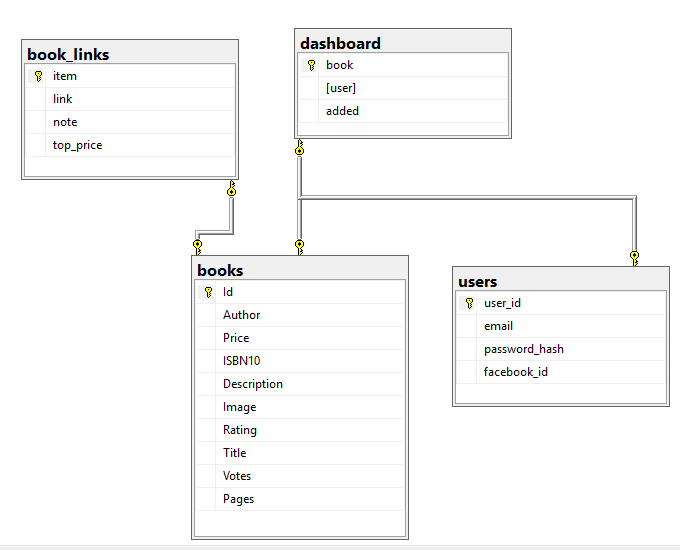 book_links
item
link
note
top_price
dashboard
book
[user]
added
books
Id
Author
Price
ISBN10
Description
Image
Rating
Title
Votes
Pages
users
user_id
email
password_hash
facebook_id